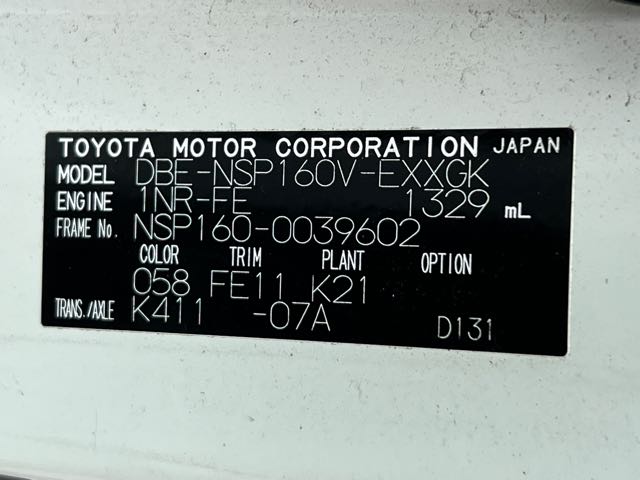 TOYOTA MOTOR CORPORATION JAPAN
MODEL DBE-NSP160V-EXXGK
ENGINE 1NR-FE 1329 mL
FRAME No. NSP160-0039602
COLOR TRIM PLANT OPTION
058 FE11 K21
TRANS./AXLE K411 -07A
D131